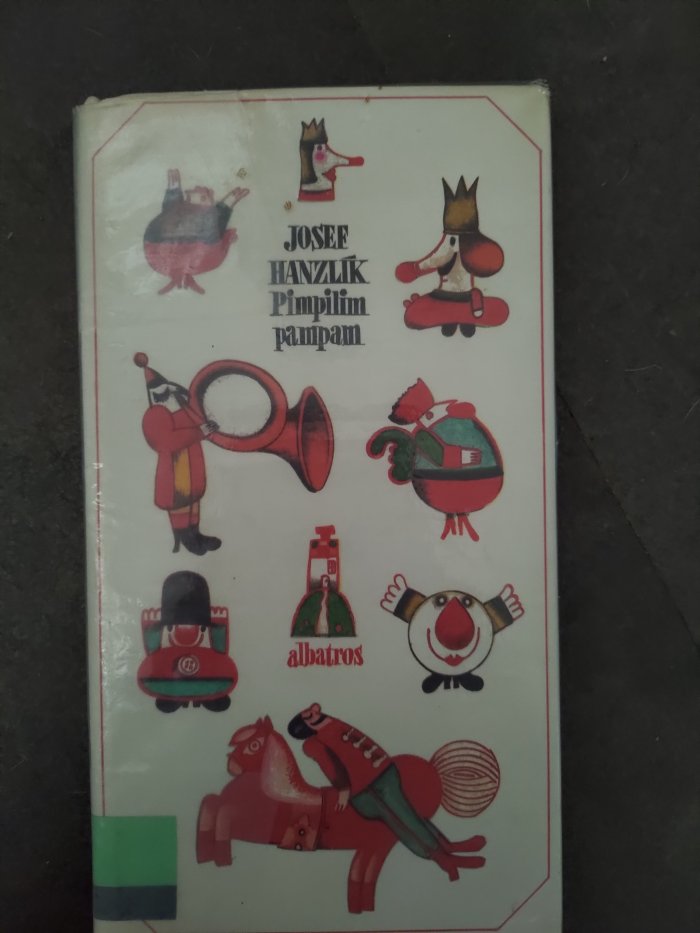 JOSEF
HANZLÍK
Pimpilim
pampam
albatros